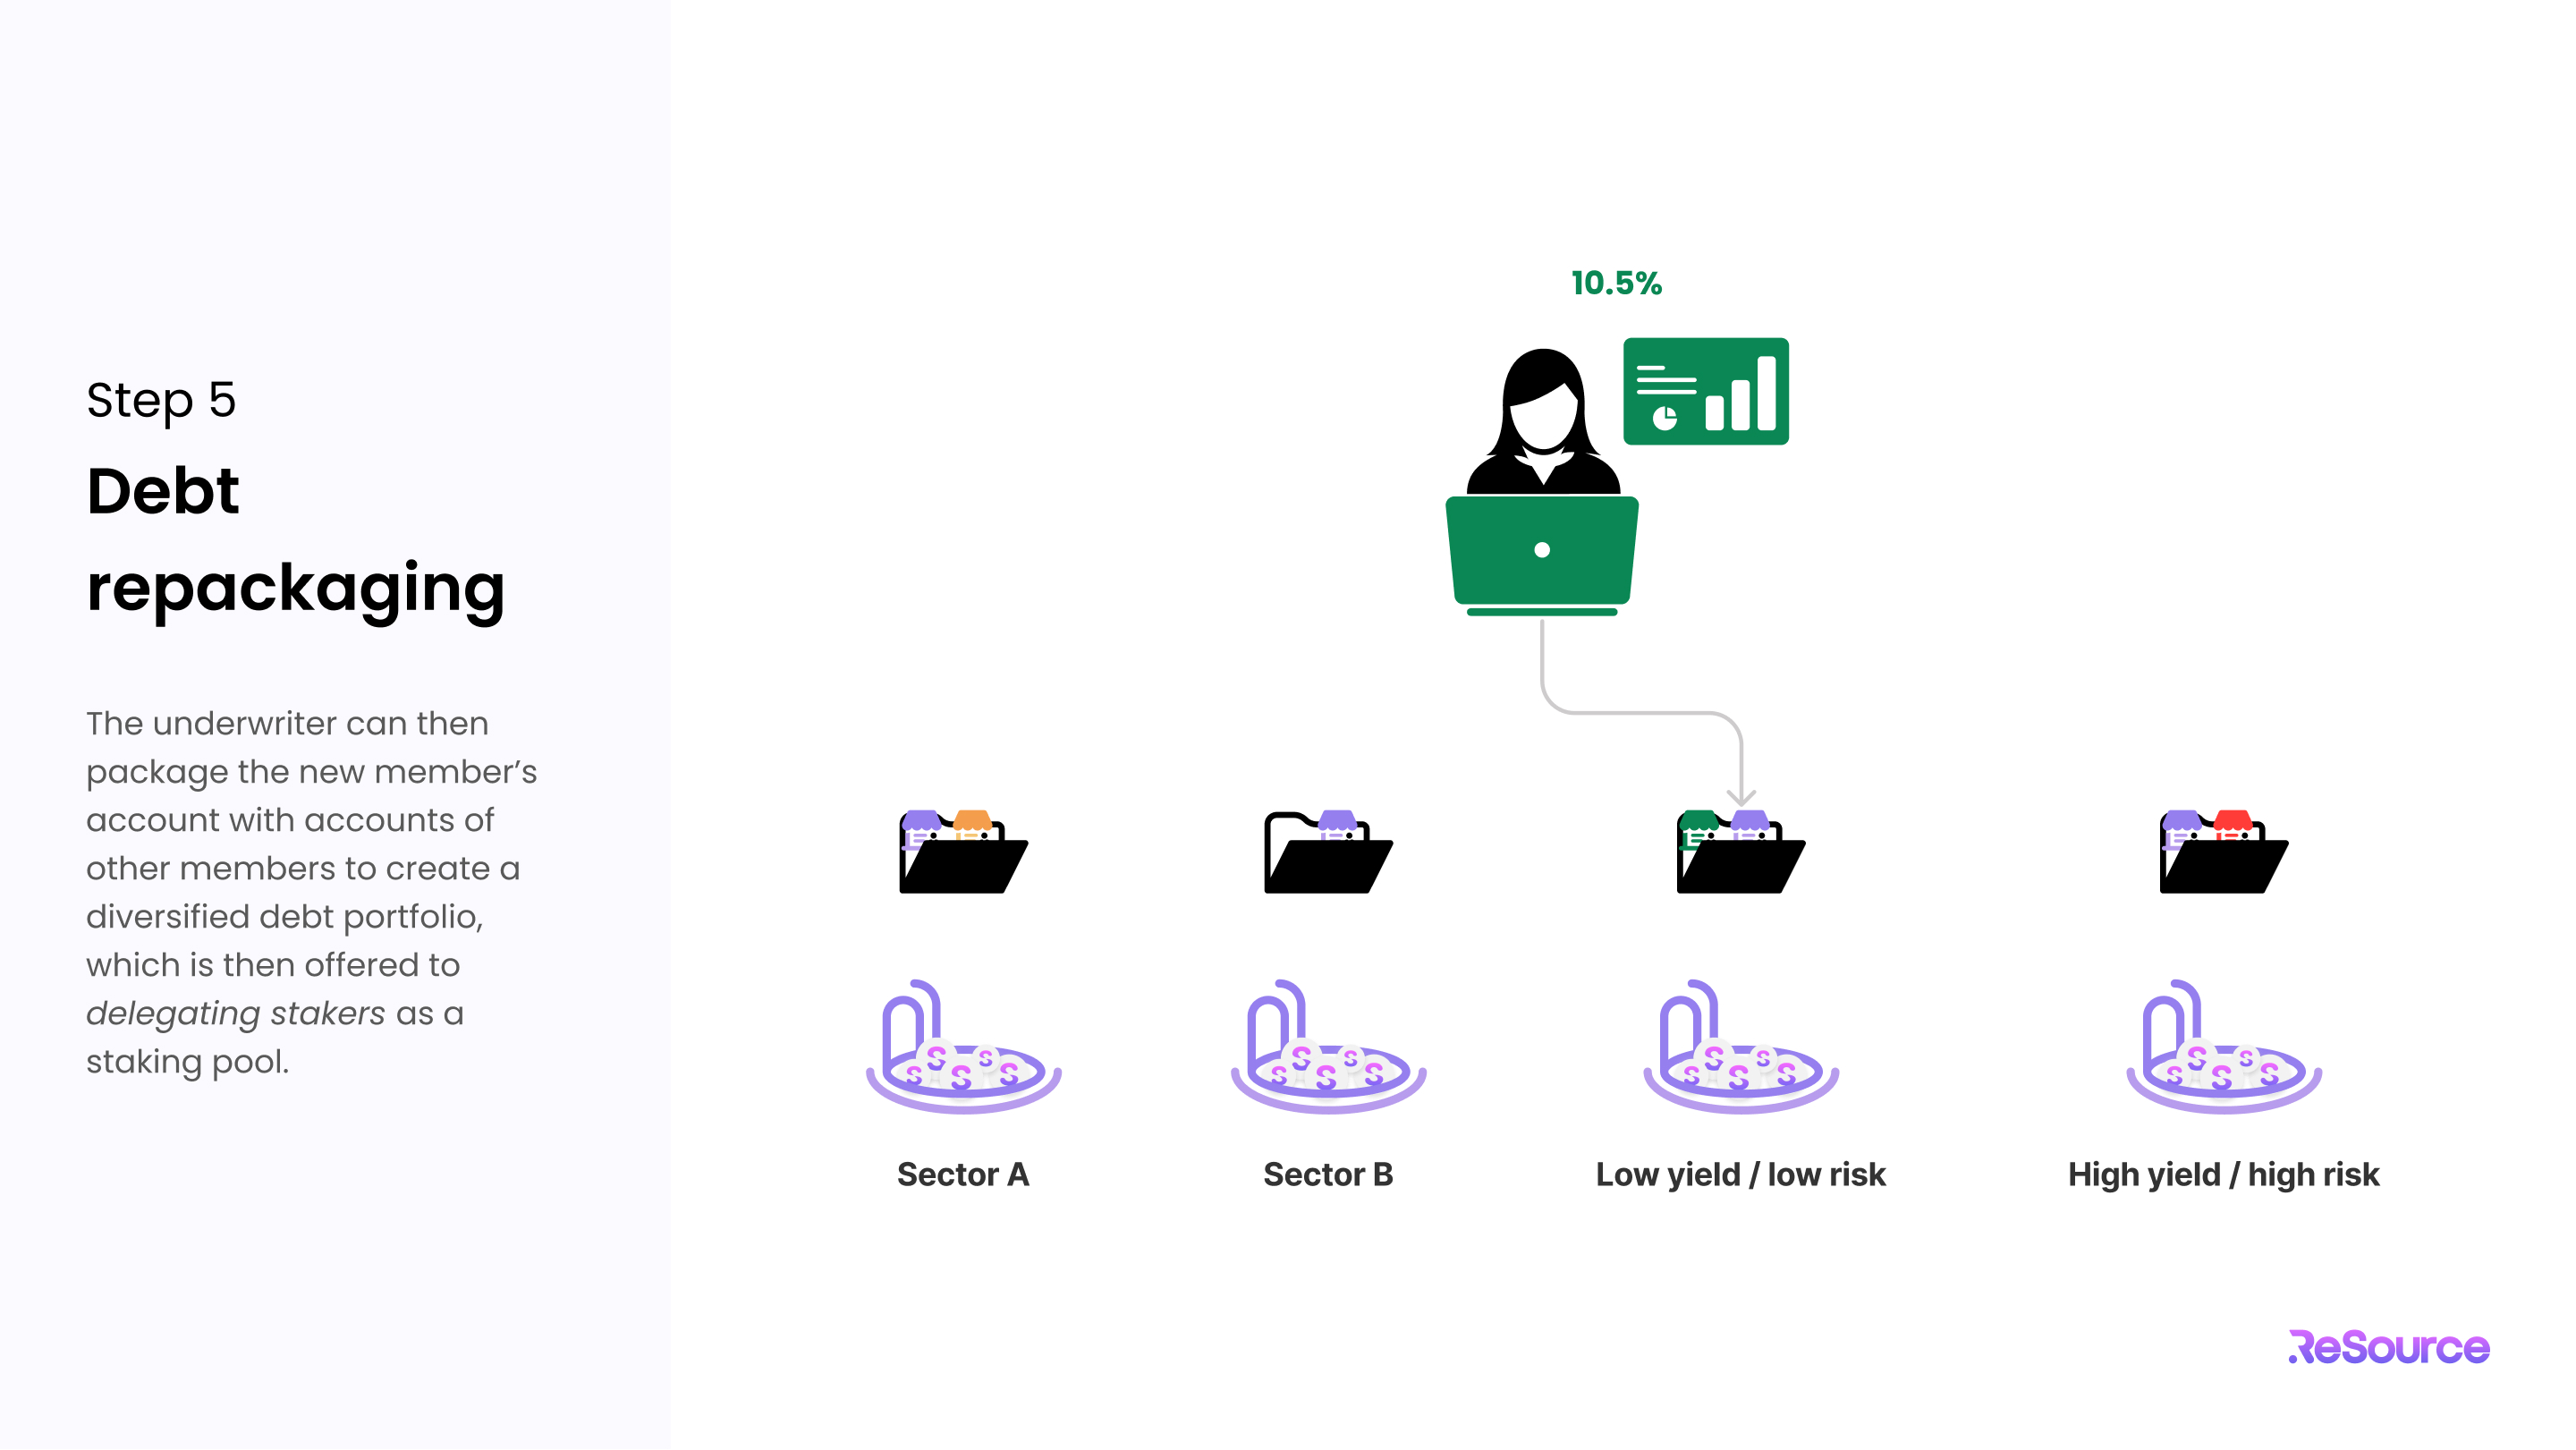 Step 5
Debt
repackaging
The underwriter can then
package the new member’s
account with accounts of
other members to create a
diversified debt portfolio,
which is then offered to
delegating stakers as a
staking pool.
10.5%
S S S S S
S S S S S
S S S S S
S S S S S
Sector A
Sector B
Low yield / low risk
High yield / high risk
ReSource